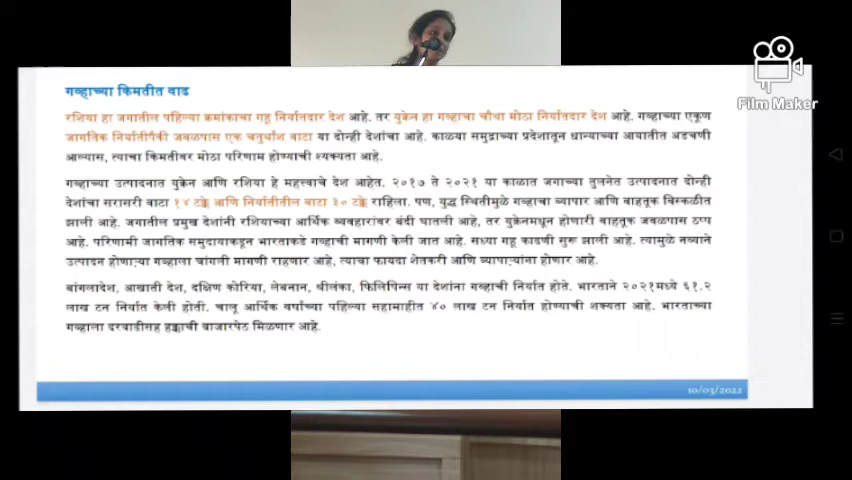 गव्हाच्या किमतीत वाढ
Film Maker
रशिया हा जगातील पहिल्या क्रमांकाचा गहू निर्यातदार देश आहे. तर युक्रेन हा गव्हाचा चौथा मोठा निर्यातदार देश आहे. गव्हाच्या एकूण
जागतिक निर्यातीपैकी जवळपास एक चतुर्थांश वाटा या दोन्ही देशांचा आहे. काळ्या समुद्राच्या प्रदेशातून धान्याच्या आयातीत अडचणी
आल्यास, त्याचा किमतीवर मोठा परिणाम होण्याची श्यक्यता आहे.
गव्हाच्या उत्पादनात युक्रेन आणि रशिया हे महत्त्वाचे देश आहेत. २०१७ ते २०२१ या काळात जगाच्या तुलनेत उत्पादनात दोन्ही
देशांचा सरासरी वाटा १४ टक्के आणि निर्यतीतील वाटा ३० टक्के राहिला. पण, युद्ध स्थितीमुळे गव्हाचा व्यापार आणि वाहतूक विस्कळीत
झाली आहे. जगातील प्रमुख देशांनी रशियाच्या आर्थिक व्यवहारांवर बंदी घातली आहे, तर युक्रेनमधून होणारी वाहतूक जवळपास ठप्प
आहे. परिणामी जागतिक समुदायाकडून भारताकडे गव्हाची मागणी केली जात आहे. सध्या गहू काढणी सुरू झाली आहे. त्यामुळे नव्याने
उत्पादन होणाऱ्या गव्हाला चांगली मागणी राहणार आहे, त्याचा फायदा शेतकरी आणि व्यापाऱ्यांना होणार आहे.
बांगलादेश, आखाती देश, दक्षिण कोरिया, लेबनान, श्रीलंका, फिलिपिन्स या देशांना गव्हाची निर्यात होते. भारताने २०२१मध्ये ६१.२
लाख टन निर्यात केली होती. चालू आर्थिक वर्षाच्या पहिल्या सहामाहीत ४० लाख टन निर्यात होण्याची शक्यता आहे. भारताच्या
गव्हाला दरवाढीसह हक्काची बाजारपेठ मिळणार आहे.
10/03/2022